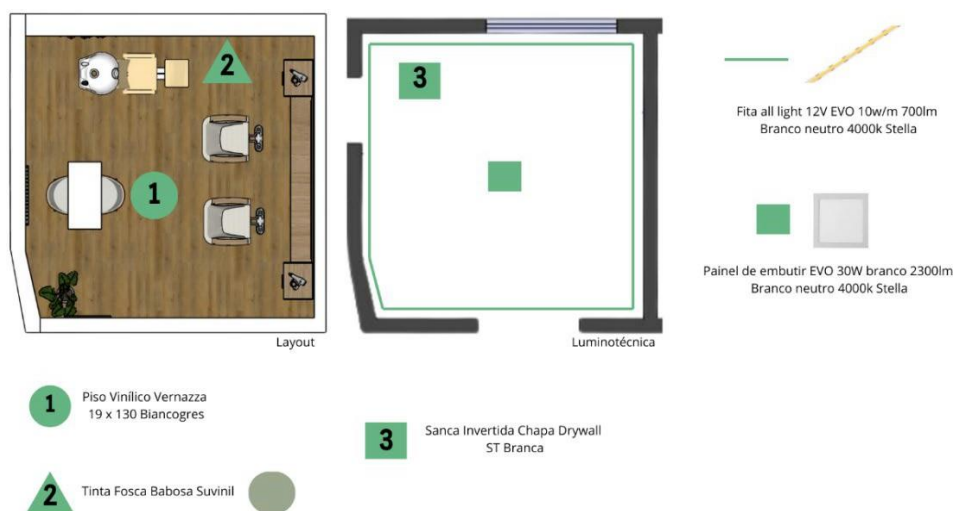 2
3
1
Fita all light 12V EVO 10w/m 700lm
Branco neutro 4000k Stella
Painel de embutir EVO 30W branco 2300lm
Branco neutro 4000k Stella
Layout
Luminotécnica
1
Piso Vinílico Vernazza
19 x 130 Biancogres
3
Sanca Invertida Chapa Drywall
ST Branca
2
Tinta Fosca Babosa Suvinil